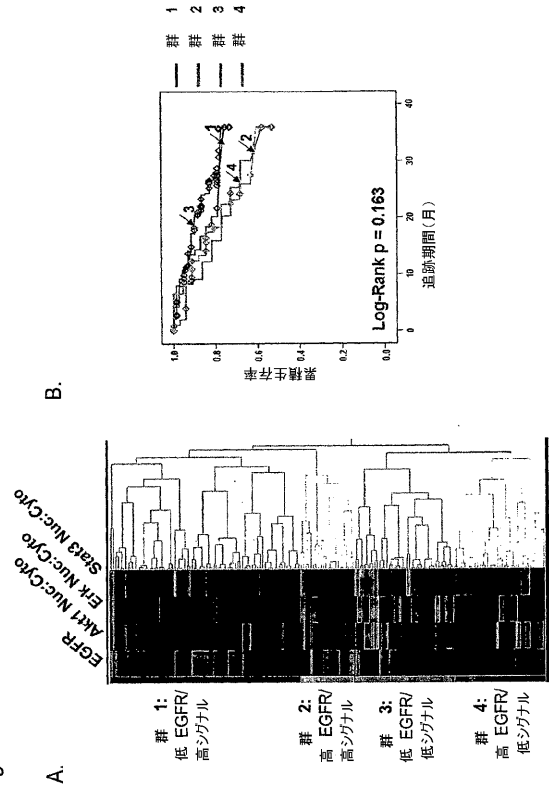 A.
EGFR
Akt1 Nuc:Cyto
Erk Nuc:Cyto
Stat3 Nuc:Cyto
群 1:
低 EGFR/
高シグナル
群 2:
高 EGFR/
高シグナル
群 3:
低 EGFR/
低シグナル
群 4:
高 EGFR/
低シグナル
B.
累積生存率
1.0
0.8
0.6
0.4
0.2
0.0
3
1
4
2
Log-Rank p = 0.163
0
10
20
30
40
追跡期間(月)
群 1
群 2
群 3
群 4